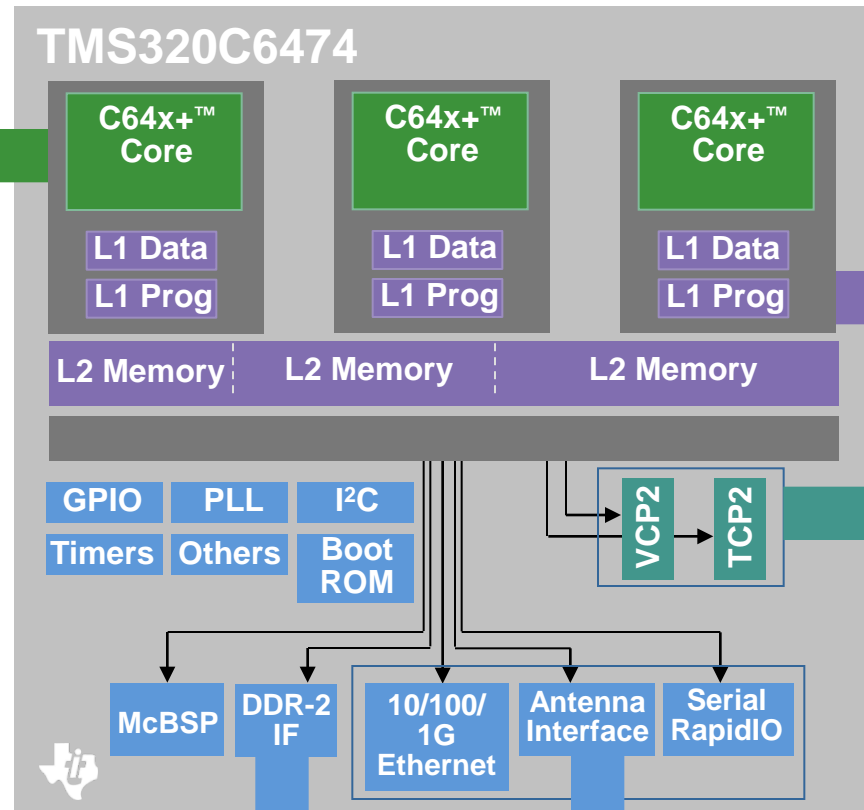 TMS320C6474
C64x+™
Core
C64x+™
Core
C64x+™
Core
L1 Data
L1 Prog
L1 Data
L1 Prog
L1 Data
L1 Prog
L2 Memory
L2 Memory
L2 Memory
GPIO
PLL
I²C
Timers
Others
Boot
ROM
VCP2
TCP2
McBSP
DDR-2
IF
10/100/
1G
Ethernet
Antenna
Interface
Serial
RapidIO